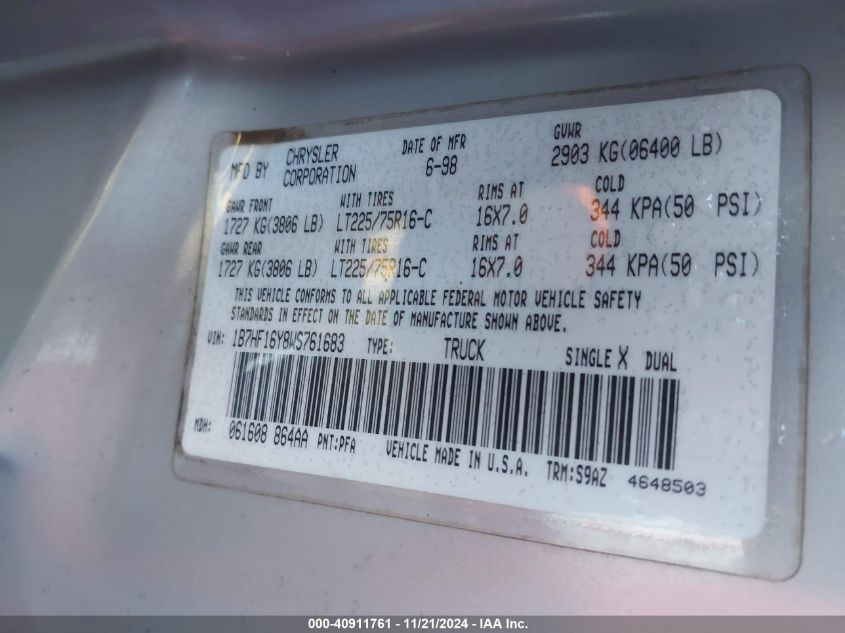 MFD BY CHRYSLER CORPORATION DATE OF MFR 6-98 GVWR 2903 KG(06400 LB)
GAWR FRONT WITH TIRES RIMS AT COLD
1727 KG(3806 LB) LT225/75R16-C 16X7.0 344 KPA(50 PSI)
GAWR REAR WITH TIRES RIMS AT COLD
1727 KG(3806 LB) LT225/75R16-C 16X7.0 344 KPA(50 PSI)
THIS VEHICLE CONFORMS TO ALL APPLICABLE FEDERAL MOTOR VEHICLE SAFETY
STANDARDS IN EFFECT ON THE DATE OF MANUFACTURE SHOWN ABOVE.
VIN: 1B7HF16Y8WS761683 TYPE: TRUCK SINGLE X DUAL
MDH: 061608 864AA PNT:PFA VEHICLE MADE IN U.S.A. TRM:S9AZ 4648503
000-40911761 - 11/21/2024 - IAA Inc.